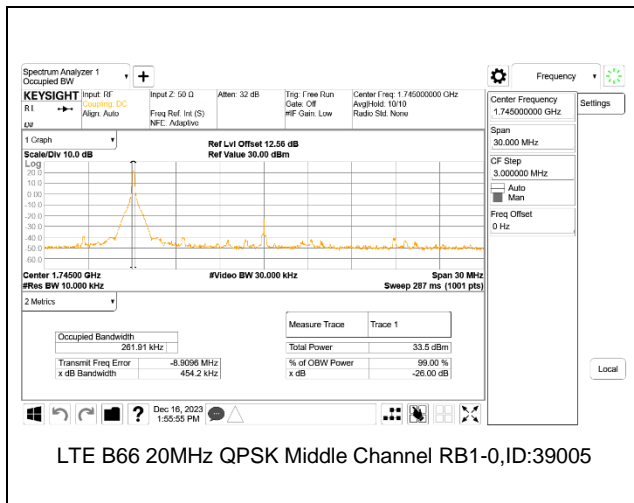 Spectrum Analyzer 1
Occupied BW
Frequency
KEYSIGHT
Input: RF
Coupling: DC
Align: Auto
Input Z: 50 Ω
Freq Ref: Int (S)
NFE: Adaptive
Atten: 32 dB
Trig: Free Run
Gate: Off
#IF Gain: Low
Center Freq: 1.745000000 GHz
Avg|Hold: 10/10
Radio Std: None
Center Frequency
1.745000000 GHz
Settings
Span
30.000 MHz
CF Step
3.000000 MHz
Auto
Man
Freq Offset
0 Hz
1 Graph
Scale/Div 10.0 dB
Ref Lvl Offset 12.56 dB
Ref Value 30.00 dBm
Log
20.0
10.0
0.00
-10.0
-20.0
-30.0
-40.0
-50.0
-60.0
Center 1.74500 GHz
#Video BW 30.000 kHz
Span 30 MHz
#Res BW 10.000 kHz
Sweep 287 ms (1001 pts)
2 Metrics
Measure Trace
Trace 1
Occupied Bandwidth
261.91 kHz
Total Power
33.5 dBm
Transmit Freq Error
-8.9096 MHz
% of OBW Power
99.00 %
x dB Bandwidth
454.2 kHz
x dB
-26.00 dB
Local
Dec 16, 2023
1:55:55 PM
LTE B66 20MHz QPSK Middle Channel RB1-0,ID:39005